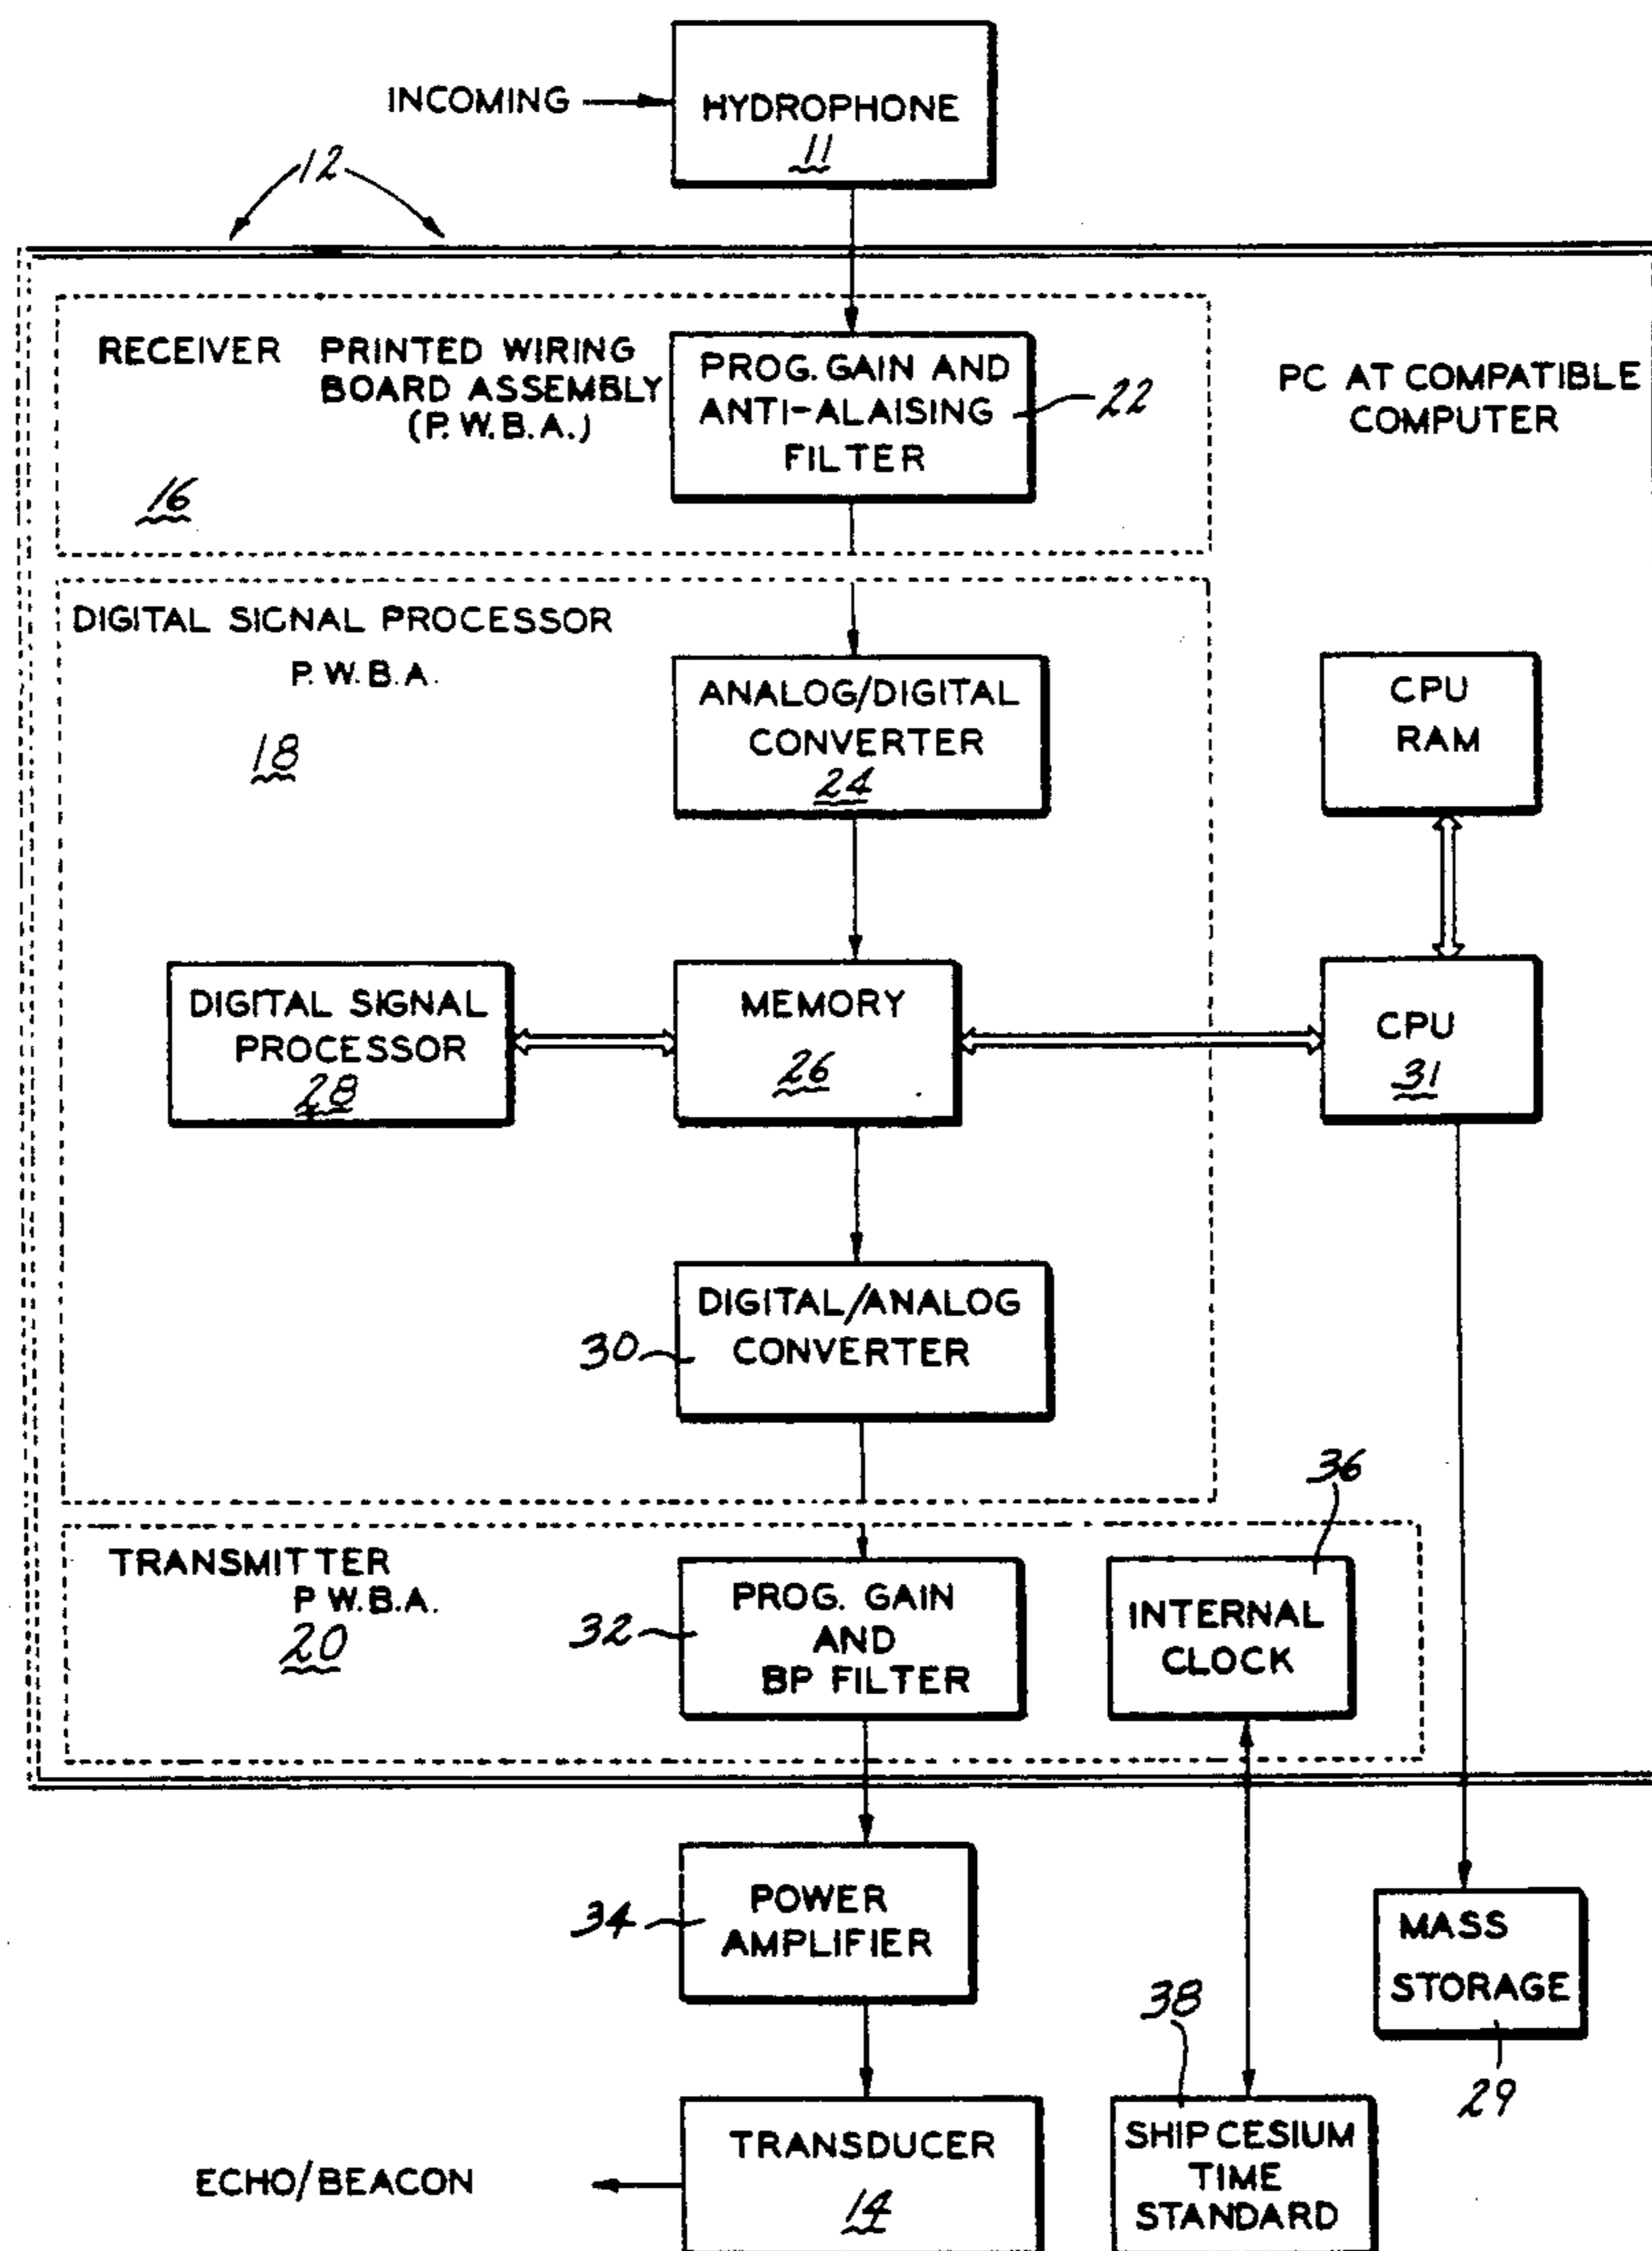 INCOMING
HYDROPHONE
11
12
RECEIVER PRINTED WIRING
BOARD ASSEMBLY
(P.W.B.A.)
16
PROG. GAIN AND
ANTI-ALAISING
FILTER
22
PC AT COMPATIBLE
COMPUTER
DIGITAL SIGNAL PROCESSOR
P.W.B.A.
18
ANALOG/DIGITAL
CONVERTER
24
CPU
RAM
DIGITAL SIGNAL
PROCESSOR
28
MEMORY
26
CPU
31
DIGITAL/ANALOG
CONVERTER
30
36
TRANSMITTER
P.W.B.A.
20
PROG. GAIN
AND
BP FILTER
32
INTERNAL
CLOCK
POWER
AMPLIFIER
34
MASS
STORAGE
29
38
ECHO/BEACON
TRANSDUCER
14
SHIP CESIUM
TIME
STANDARD